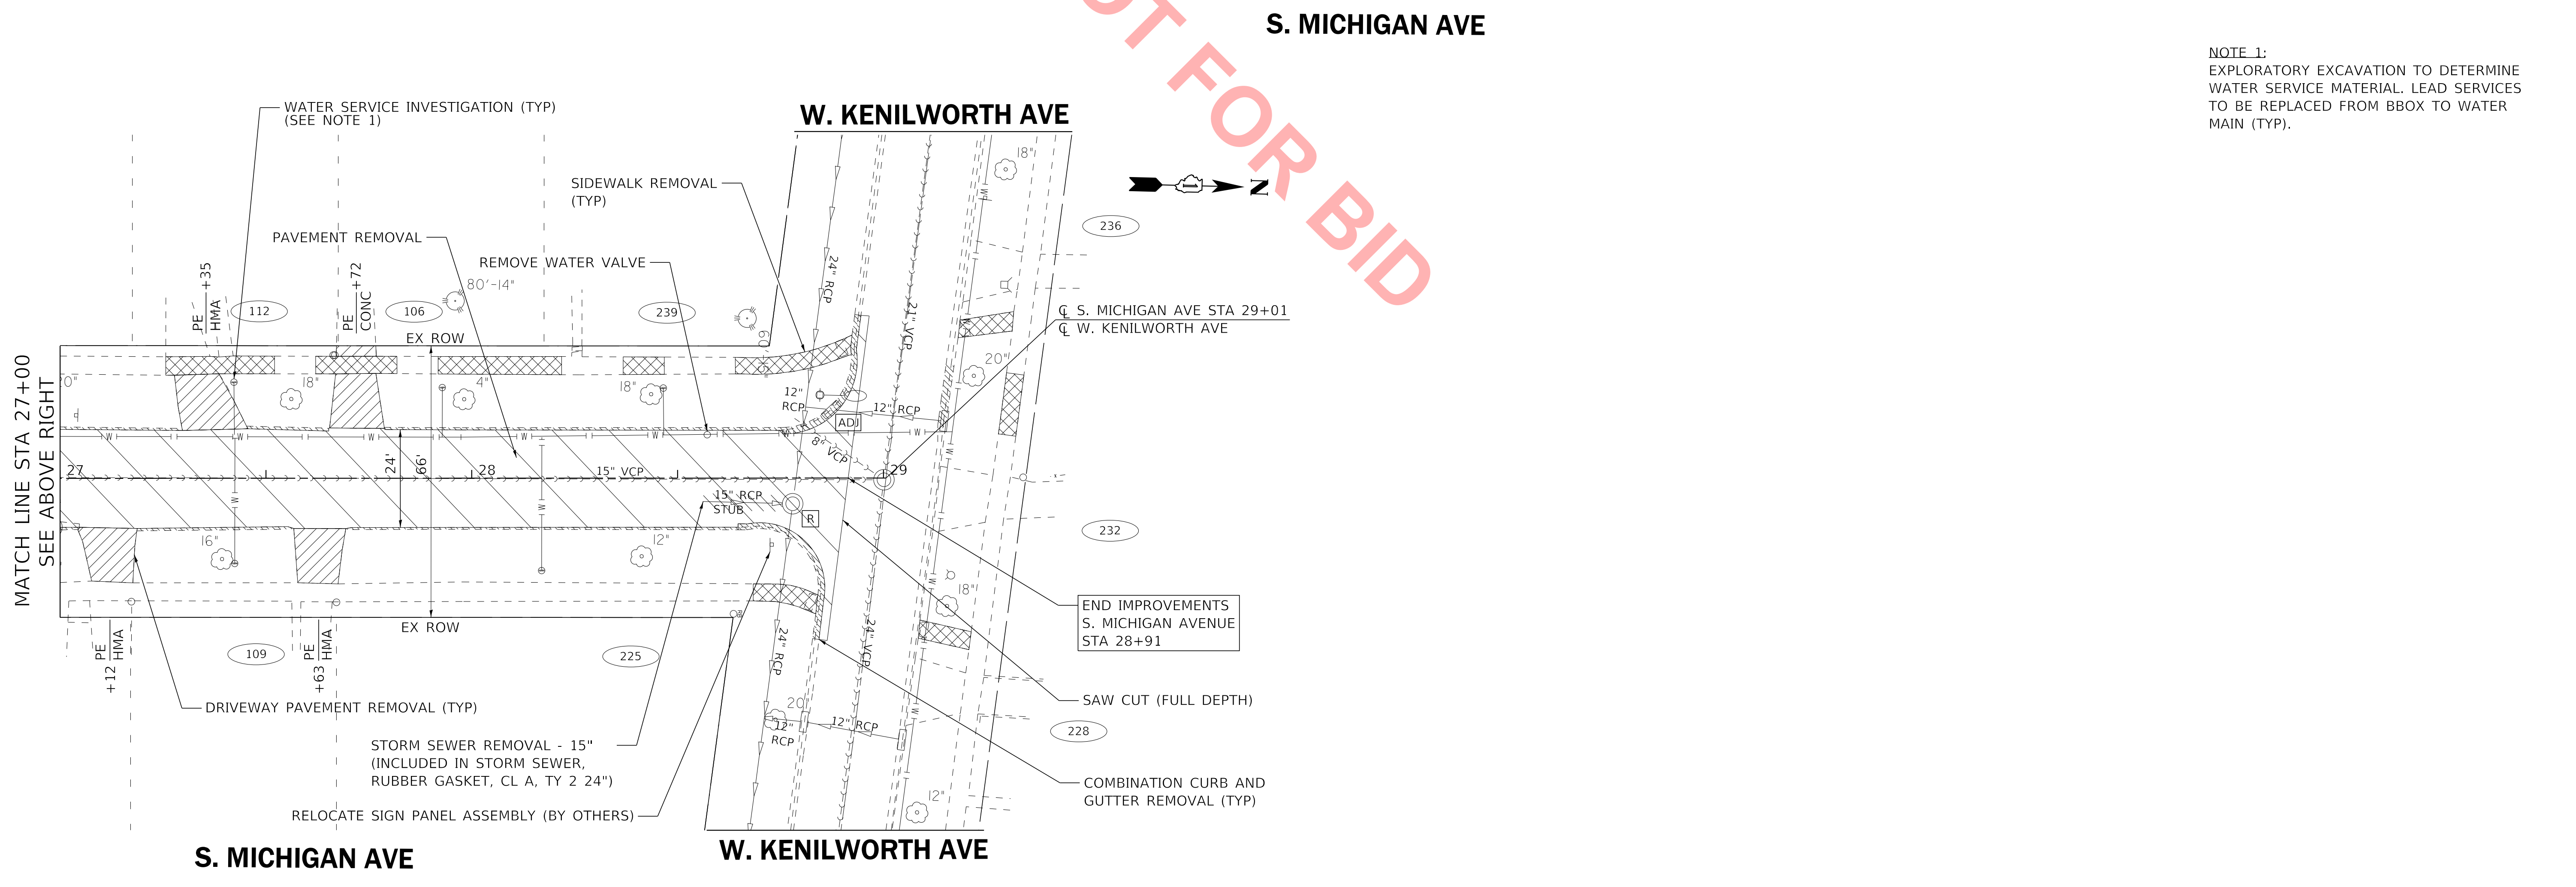 S. MICHIGAN AVE
NOT FOR BID
NOTE 1:
EXPLORATORY EXCAVATION TO DETERMINE
WATER SERVICE MATERIAL. LEAD SERVICES
TO BE REPLACED FROM BBOX TO WATER
MAIN (TYP).
WATER SERVICE INVESTIGATION (TYP)
(SEE NOTE 1)
W. KENILWORTH AVE
18"
SIDEWALK REMOVAL
(TYP)
N
PAVEMENT REMOVAL
236
REMOVE WATER VALVE
24" RCP
21" VCP
80'-14"
+35
PE
HMA
112
+72
PE
CONC
106
239
℄ S. MICHIGAN AVE STA 29+01
℄ W. KENILWORTH AVE
EX ROW
MATCH LINE STA 27+00
SEE ABOVE RIGHT
18"
4"
18"
20"
12"
RCP
12" RCP
ADJ
8" VCP
24'
66'
27
28
15" VCP
29
15" RCP
STUB
R
232
16"
12"
18"
EX ROW
END IMPROVEMENTS
S. MICHIGAN AVENUE
STA 28+91
PE
HMA
+12
109
PE
HMA
+63
225
24" RCP
24" VCP
DRIVEWAY PAVEMENT REMOVAL (TYP)
SAW CUT (FULL DEPTH)
20"
12"
RCP
12" RCP
228
STORM SEWER REMOVAL - 15"
(INCLUDED IN STORM SEWER,
RUBBER GASKET, CL A, TY 2 24")
COMBINATION CURB AND
GUTTER REMOVAL (TYP)
12"
RELOCATE SIGN PANEL ASSEMBLY (BY OTHERS)
W. KENILWORTH AVE
S. MICHIGAN AVE